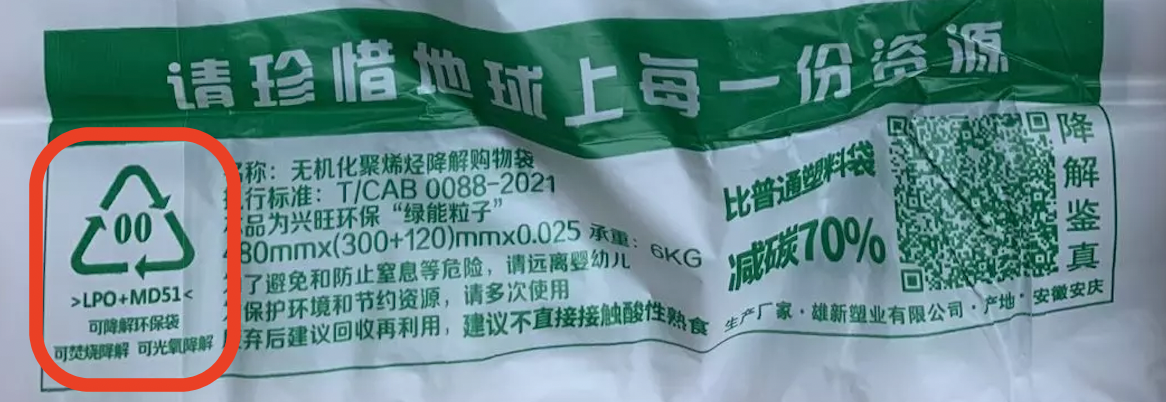 请珍惜地球上每一份资源
00
>LPO+MD51<
可降解环保袋
可焚烧降解 可光氧降解
称：无机化聚烯烃降解购物袋
行标准：T/CAB 0088-2021
品为兴旺环保“绿能粒子”
80mmx(300+120)mmx0.025 承重：6KG
了避免和防止窒息等危险，请远离婴幼儿
保护环境和节约资源，请多次使用
弃后建议回收再利用，建议不直接接触酸性热食
比普通塑料袋
减碳70%
降解鉴真
生产厂家·雄新塑业有限公司·产地·安徽安庆